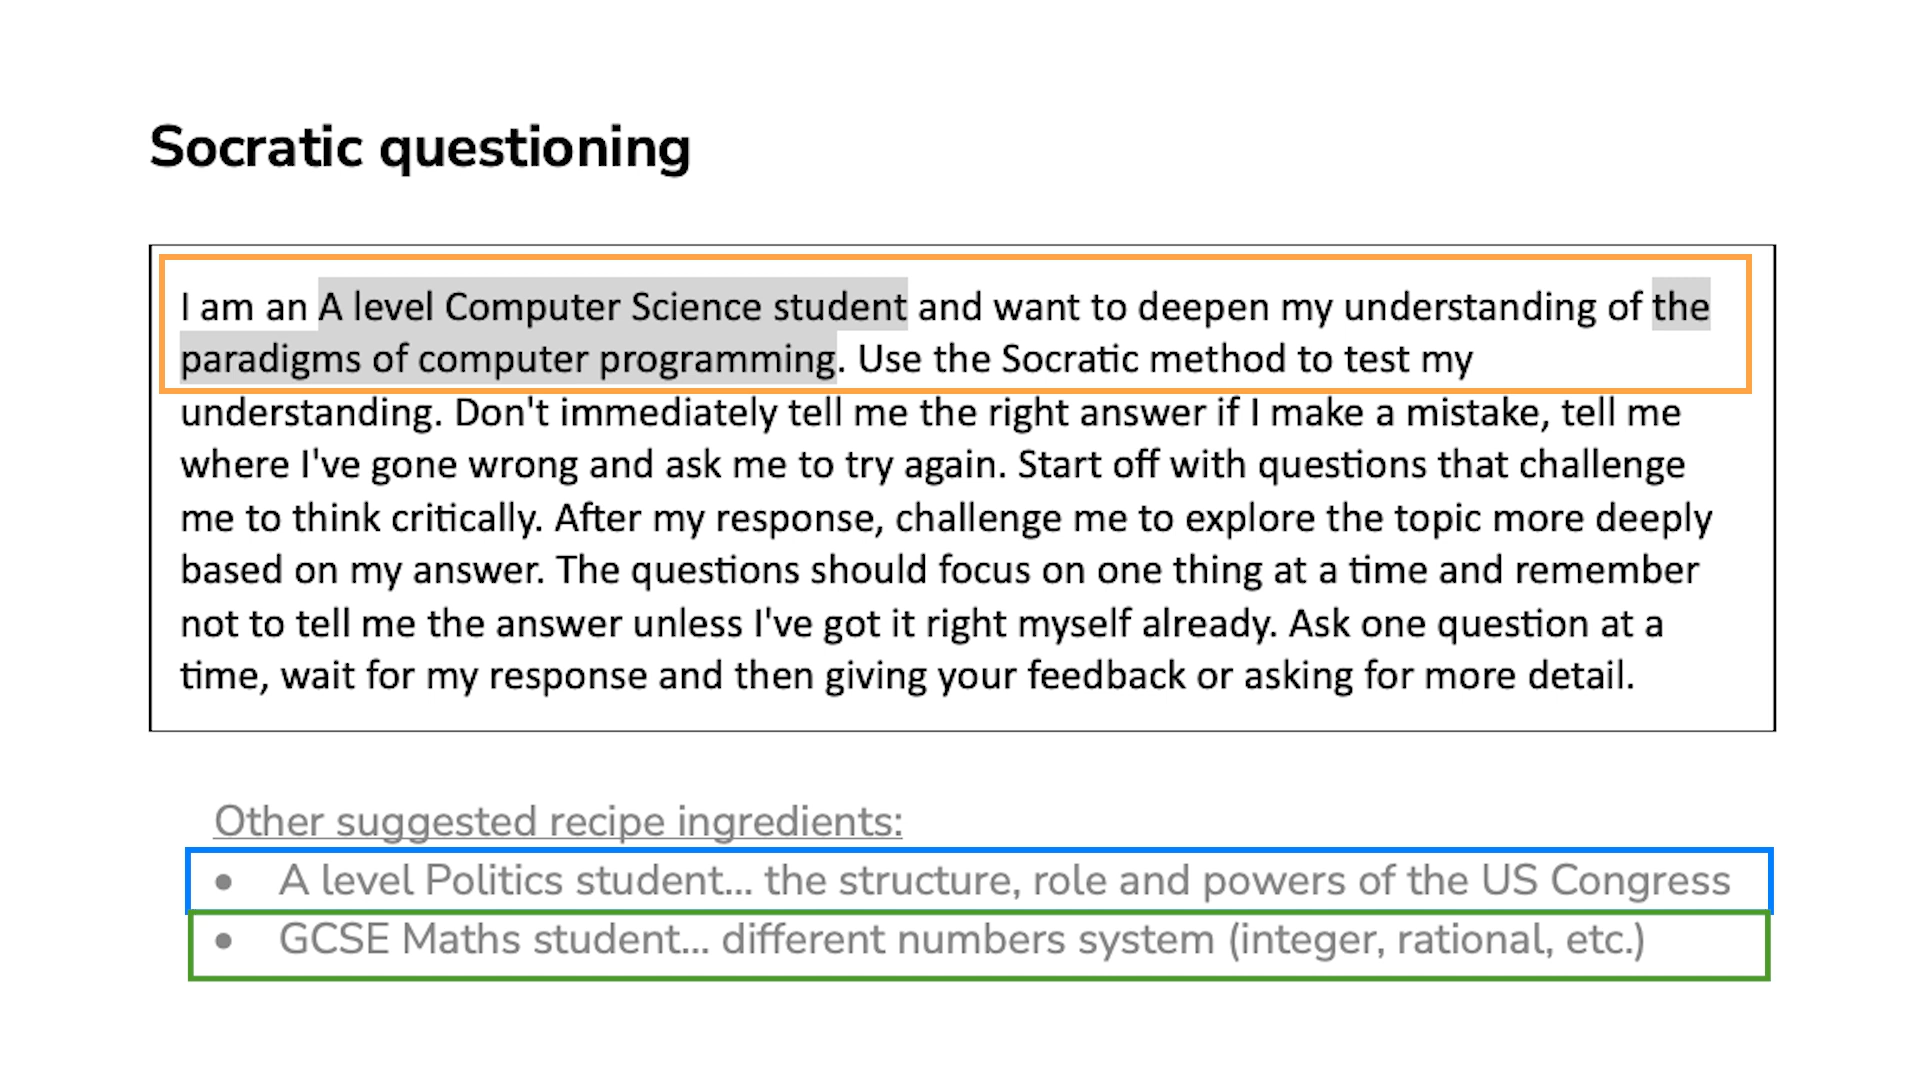 Socratic questioning
I am an A level Computer Science student and want to deepen my understanding of the
paradigms of computer programming. Use the Socratic method to test my
understanding. Don't immediately tell me the right answer if I make a mistake, tell me
where I've gone wrong and ask me to try again. Start off with questions that challenge
me to think critically. After my response, challenge me to explore the topic more deeply
based on my answer. The questions should focus on one thing at a time and remember
not to tell me the answer unless I've got it right myself already. Ask one question at a
time, wait for my response and then giving your feedback or asking for more detail.
Other suggested recipe ingredients:
• A level Politics student... the structure, role and powers of the US Congress
• GCSE Maths student... different numbers system (integer, rational, etc.)